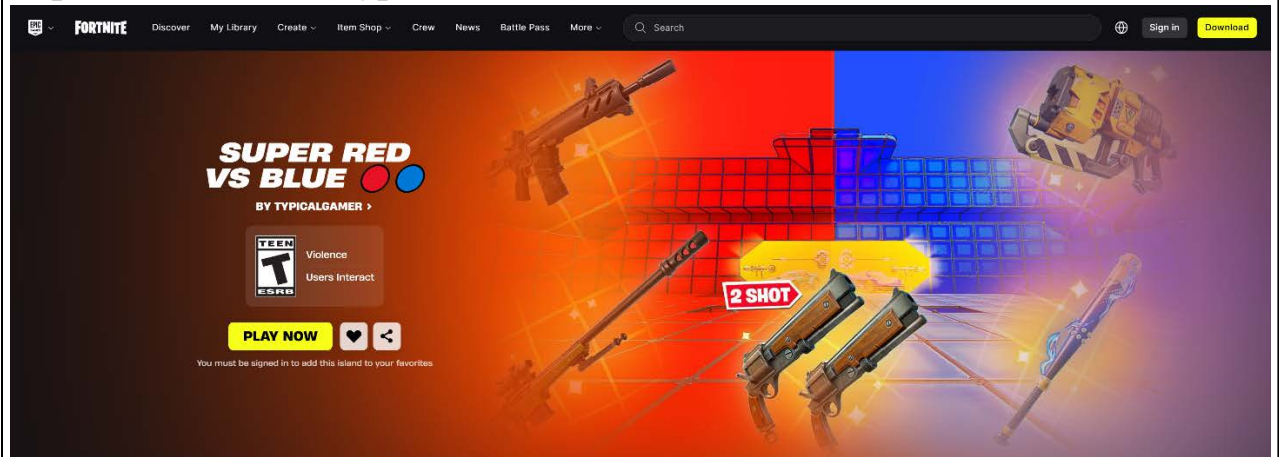 EPIC GAMES FORTNITE Discover My Library Create Item Shop Crew News Battle Pass More Search Sign in Download
SUPER RED
VS BLUE
BY TYPICALGAMER >
TEEN
T
ESRB
Violence
Users Interact
2 SHOT
PLAY NOW
You must be signed in to add this island to your favorites